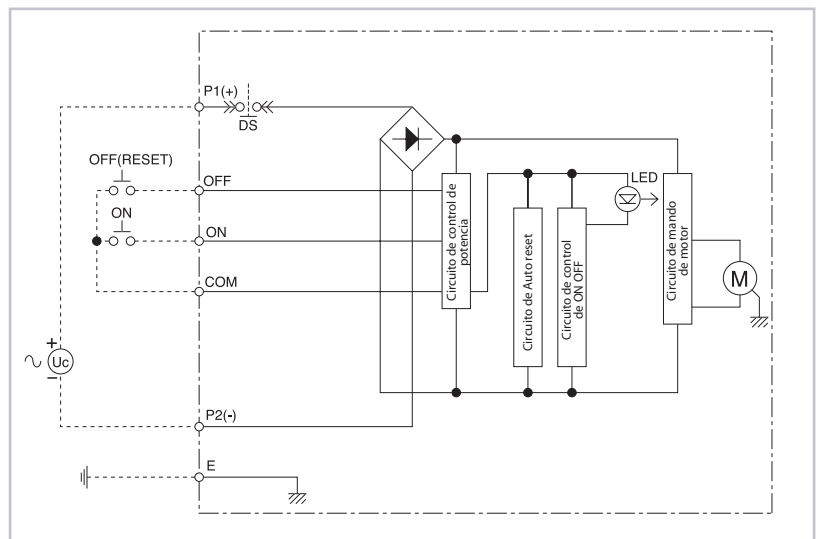 P1(+)
DS
OFF(RESET)
OFF
ON
ON
COM
Circuito de control de
potencia
Circuito de Auto reset
Circuito de control
de ON OFF
LED
Circuito de mando
de motor
M
+
Uc
−
P2(-)
E